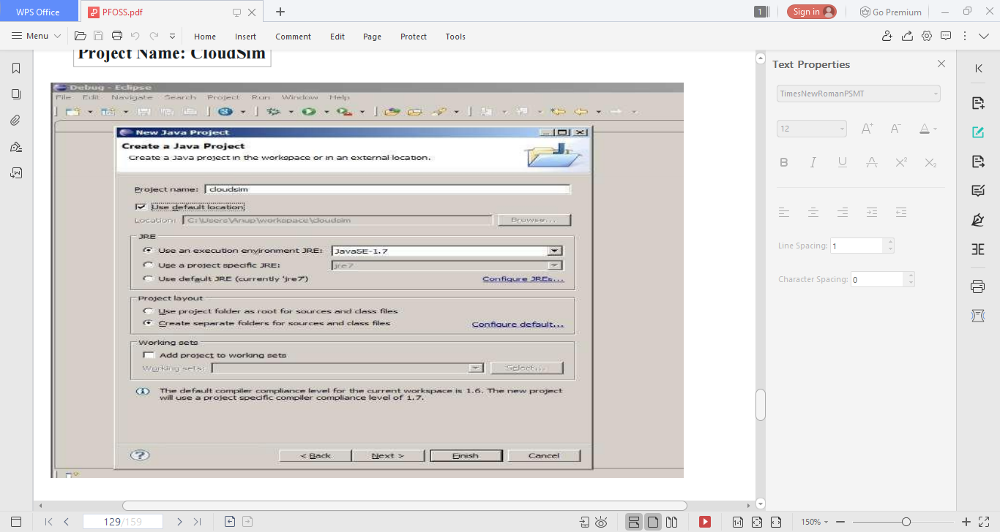 WPS Office
PFOSS.pdf
1
Sign in
Go Premium
Menu
Home Insert Comment Edit Page Protect Tools
Project Name: CloudSim
Debug - Eclipse
File Edit Navigate Search Project Run Window Help
New Java Project
Create a Java Project
Create a Java project in the workspace or in an external location.
Project name: cloudsim
Use default location
Location: C:\Users\Anup\workspace\cloudsim Browse...
JRE
Use an execution environment JRE: JavaSE-1.7
Use a project specific JRE: jre7
Use default JRE (currently 'jre7') Configure JREs...
Project layout
Use project folder as root for sources and class files
Create separate folders for sources and class files Configure default...
Working sets
Add project to working sets
Working sets: Select...
The default compiler compliance level for the current workspace is 1.6. The new project
will use a project specific compiler compliance level of 1.7.
< Back Next > Finish Cancel
Text Properties
TimesNewRomanPSMT
12 A+ A- A
B I U A X² X₂
Line Spacing: 1
Character Spacing: 0
129/159
1:1
150%